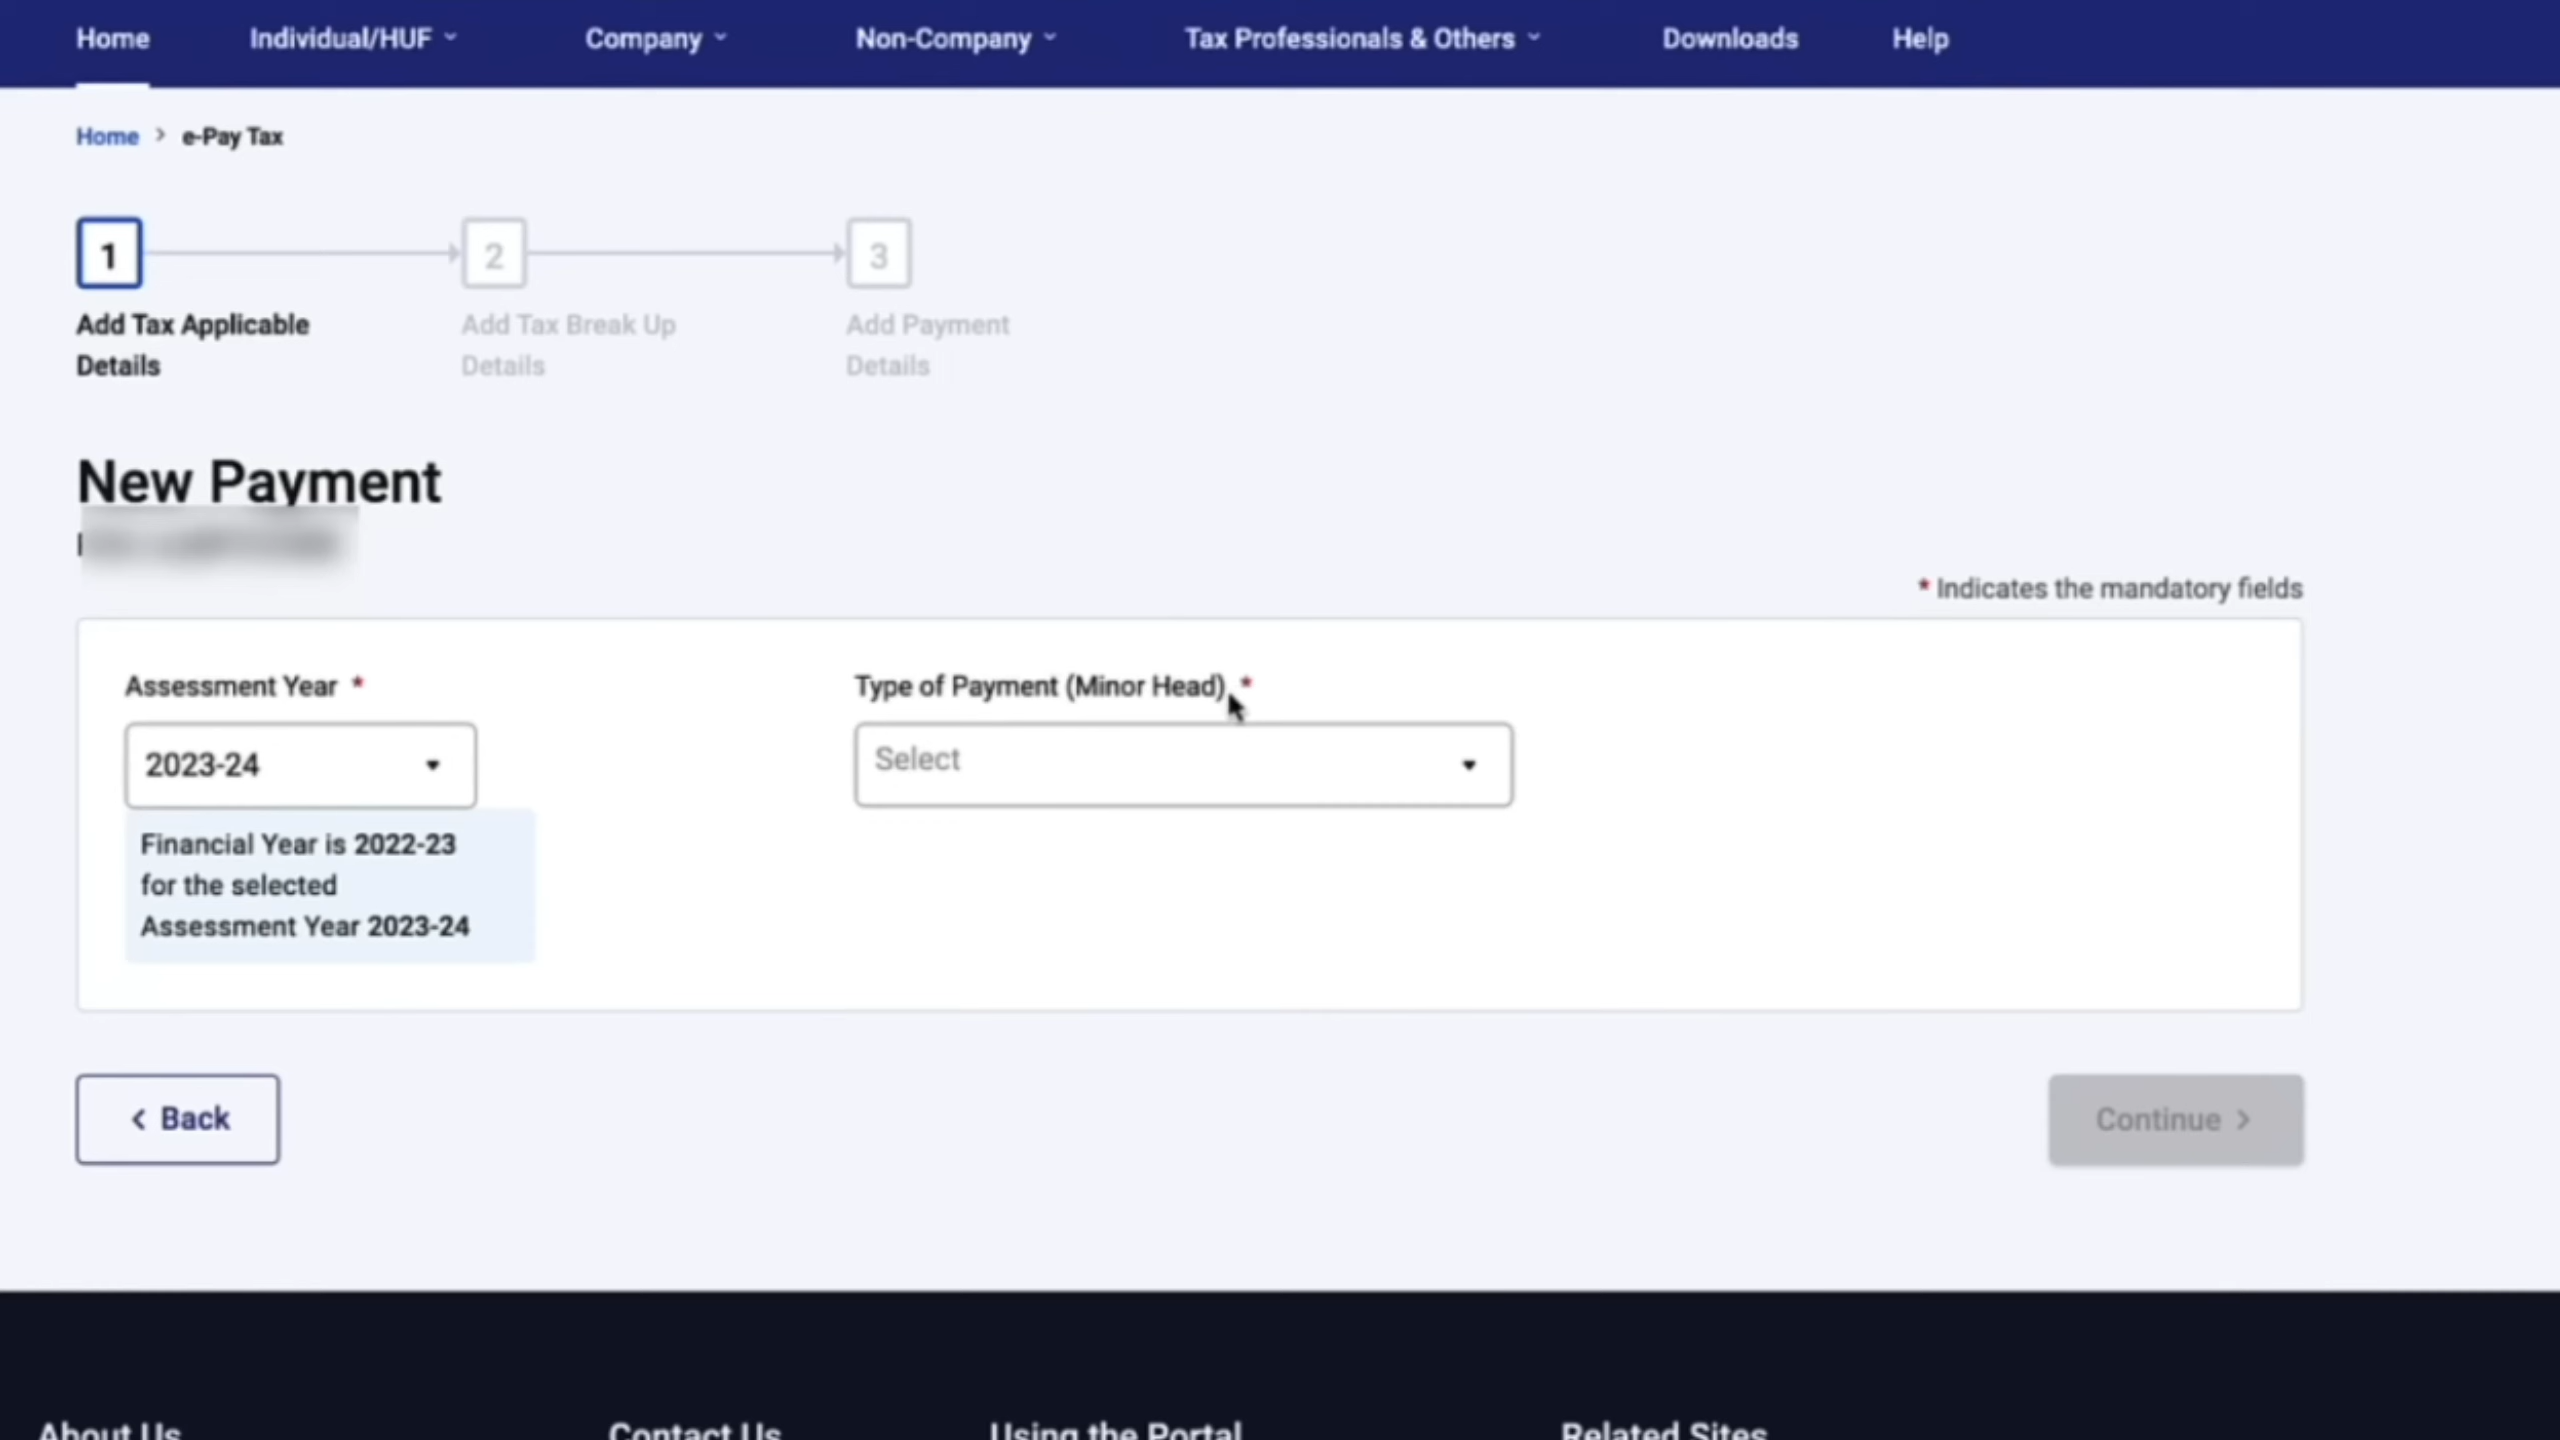 Home Individual/HUF Company Non-Company Tax Professionals & Others Downloads Help
Home > e-Pay Tax
1 2 3
Add Tax Applicable Details
Add Tax Break Up Details
Add Payment Details
New Payment
* Indicates the mandatory fields
Assessment Year *
2023-24
Financial Year is 2022-23
for the selected
Assessment Year 2023-24
Type of Payment (Minor Head) *
Select
< Back
Continue >
About Us Contact Us Using the Portal Related Sites